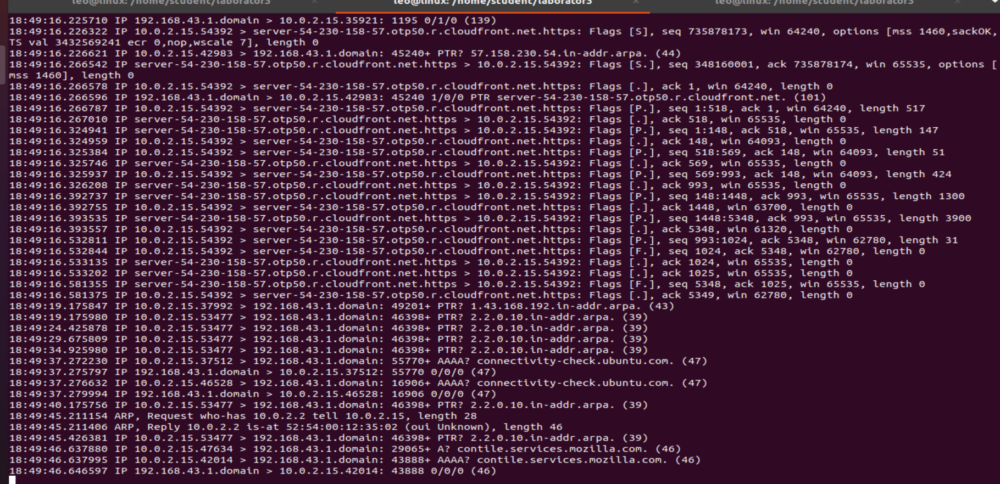 leo@linux: /home/student/laborator3 × leo@linux: /home/student/laborator3 × leo@linux: /home/student/laborator3 ×
18:49:16.225710 IP 192.168.43.1.domain > 10.0.2.15.35921: 1195 0/1/0 (139)
18:49:16.226322 IP 10.0.2.15.54392 > server-54-230-158-57.otp50.r.cloudfront.net.https: Flags [S], seq 735878173, win 64240, options [mss 1460,sackOK,
TS val 3432569241 ecr 0,nop,wscale 7], length 0
18:49:16.226621 IP 10.0.2.15.42983 > 192.168.43.1.domain: 45240+ PTR? 57.158.230.54.in-addr.arpa. (44)
18:49:16.266542 IP server-54-230-158-57.otp50.r.cloudfront.net.https > 10.0.2.15.54392: Flags [S.], seq 348160001, ack 735878174, win 65535, options [
mss 1460], length 0
18:49:16.266578 IP 10.0.2.15.54392 > server-54-230-158-57.otp50.r.cloudfront.net.https: Flags [.], ack 1, win 64240, length 0
18:49:16.266596 IP 192.168.43.1.domain > 10.0.2.15.42983: 45240 1/0/0 PTR server-54-230-158-57.otp50.r.cloudfront.net. (101)
18:49:16.266787 IP 10.0.2.15.54392 > server-54-230-158-57.otp50.r.cloudfront.net.https: Flags [P.], seq 1:518, ack 1, win 64240, length 517
18:49:16.267010 IP server-54-230-158-57.otp50.r.cloudfront.net.https > 10.0.2.15.54392: Flags [.], ack 518, win 65535, length 0
18:49:16.324941 IP server-54-230-158-57.otp50.r.cloudfront.net.https > 10.0.2.15.54392: Flags [P.], seq 1:148, ack 518, win 65535, length 147
18:49:16.324959 IP 10.0.2.15.54392 > server-54-230-158-57.otp50.r.cloudfront.net.https: Flags [.], ack 148, win 64093, length 0
18:49:16.325384 IP 10.0.2.15.54392 > server-54-230-158-57.otp50.r.cloudfront.net.https: Flags [P.], seq 518:569, ack 148, win 64093, length 51
18:49:16.325746 IP server-54-230-158-57.otp50.r.cloudfront.net.https > 10.0.2.15.54392: Flags [.], ack 569, win 65535, length 0
18:49:16.325937 IP 10.0.2.15.54392 > server-54-230-158-57.otp50.r.cloudfront.net.https: Flags [P.], seq 569:993, ack 148, win 64093, length 424
18:49:16.326208 IP server-54-230-158-57.otp50.r.cloudfront.net.https > 10.0.2.15.54392: Flags [.], ack 993, win 65535, length 0
18:49:16.392737 IP server-54-230-158-57.otp50.r.cloudfront.net.https > 10.0.2.15.54392: Flags [P.], seq 148:1448, ack 993, win 65535, length 1300
18:49:16.392755 IP 10.0.2.15.54392 > server-54-230-158-57.otp50.r.cloudfront.net.https: Flags [.], ack 1448, win 63700, length 0
18:49:16.393535 IP server-54-230-158-57.otp50.r.cloudfront.net.https > 10.0.2.15.54392: Flags [P.], seq 1448:5348, ack 993, win 65535, length 3900
18:49:16.393557 IP 10.0.2.15.54392 > server-54-230-158-57.otp50.r.cloudfront.net.https: Flags [.], ack 5348, win 61320, length 0
18:49:16.532811 IP 10.0.2.15.54392 > server-54-230-158-57.otp50.r.cloudfront.net.https: Flags [P.], seq 993:1024, ack 5348, win 62780, length 31
18:49:16.532844 IP 10.0.2.15.54392 > server-54-230-158-57.otp50.r.cloudfront.net.https: Flags [F.], seq 1024, ack 5348, win 62780, length 0
18:49:16.533135 IP server-54-230-158-57.otp50.r.cloudfront.net.https > 10.0.2.15.54392: Flags [.], ack 1024, win 65535, length 0
18:49:16.533202 IP server-54-230-158-57.otp50.r.cloudfront.net.https > 10.0.2.15.54392: Flags [.], ack 1025, win 65535, length 0
18:49:16.581355 IP server-54-230-158-57.otp50.r.cloudfront.net.https > 10.0.2.15.54392: Flags [F.], seq 5348, ack 1025, win 65535, length 0
18:49:16.581375 IP 10.0.2.15.54392 > server-54-230-158-57.otp50.r.cloudfront.net.https: Flags [.], ack 5349, win 62780, length 0
18:49:19.175847 IP 10.0.2.15.37992 > 192.168.43.1.domain: 49201+ PTR? 1.43.168.192.in-addr.arpa. (43)
18:49:19.175980 IP 10.0.2.15.53477 > 192.168.43.1.domain: 46398+ PTR? 2.2.0.10.in-addr.arpa. (39)
18:49:24.425878 IP 10.0.2.15.53477 > 192.168.43.1.domain: 46398+ PTR? 2.2.0.10.in-addr.arpa. (39)
18:49:29.675809 IP 10.0.2.15.53477 > 192.168.43.1.domain: 46398+ PTR? 2.2.0.10.in-addr.arpa. (39)
18:49:34.925980 IP 10.0.2.15.53477 > 192.168.43.1.domain: 46398+ PTR? 2.2.0.10.in-addr.arpa. (39)
18:49:37.272230 IP 10.0.2.15.37512 > 192.168.43.1.domain: 55770+ AAAA? connectivity-check.ubuntu.com. (47)
18:49:37.275797 IP 192.168.43.1.domain > 10.0.2.15.37512: 55770 0/0/0 (47)
18:49:37.276632 IP 10.0.2.15.46528 > 192.168.43.1.domain: 16906+ AAAA? connectivity-check.ubuntu.com. (47)
18:49:37.279994 IP 192.168.43.1.domain > 10.0.2.15.46528: 16906 0/0/0 (47)
18:49:40.175756 IP 10.0.2.15.53477 > 192.168.43.1.domain: 46398+ PTR? 2.2.0.10.in-addr.arpa. (39)
18:49:45.211154 ARP, Request who-has 10.0.2.2 tell 10.0.2.15, length 28
18:49:45.211406 ARP, Reply 10.0.2.2 is-at 52:54:00:12:35:02 (oui Unknown), length 46
18:49:45.426381 IP 10.0.2.15.53477 > 192.168.43.1.domain: 46398+ PTR? 2.2.0.10.in-addr.arpa. (39)
18:49:46.637880 IP 10.0.2.15.47634 > 192.168.43.1.domain: 29065+ A? contile.services.mozilla.com. (46)
18:49:46.637995 IP 10.0.2.15.42014 > 192.168.43.1.domain: 43888+ AAAA? contile.services.mozilla.com. (46)
18:49:46.646597 IP 192.168.43.1.domain > 10.0.2.15.42014: 43888 0/0/0 (46)